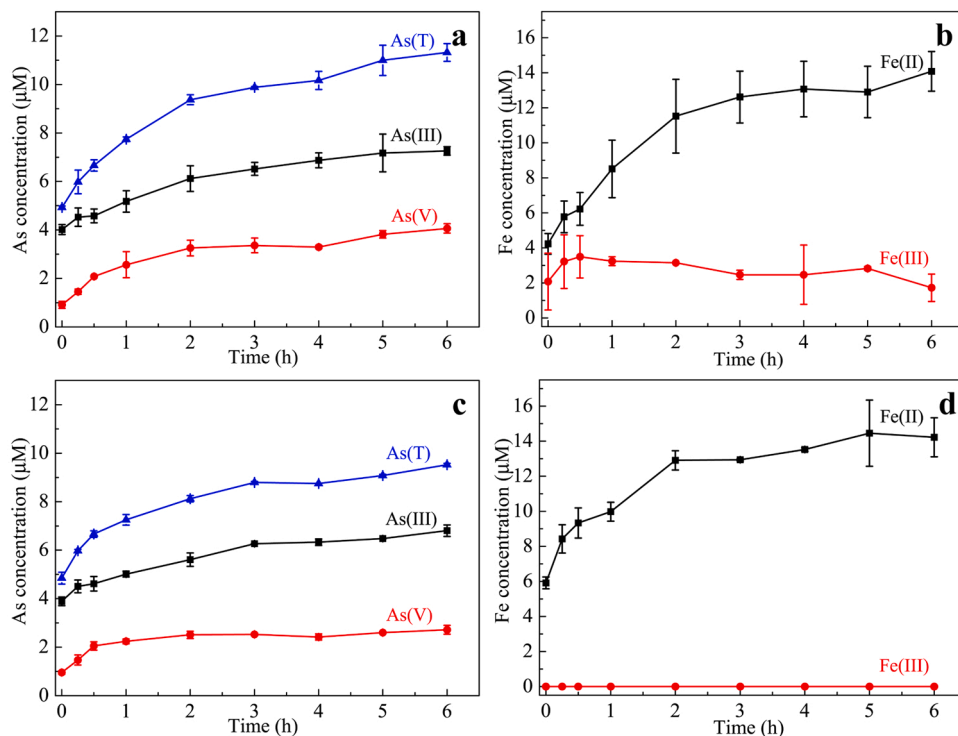 a
As concentration (μM)
12
10
8
6
4
2
0
As(T)
As(III)
As(V)
0 1 2 3 4 5 6
Time (h)
b
Fe concentration (μM)
16
14
12
10
8
6
4
2
0
Fe(II)
Fe(III)
0 1 2 3 4 5 6
Time (h)
c
As concentration (μM)
12
10
8
6
4
2
0
As(T)
As(III)
As(V)
0 1 2 3 4 5 6
Time (h)
d
Fe concentration (μM)
16
14
12
10
8
6
4
2
0
Fe(II)
Fe(III)
0 1 2 3 4 5 6
Time (h)